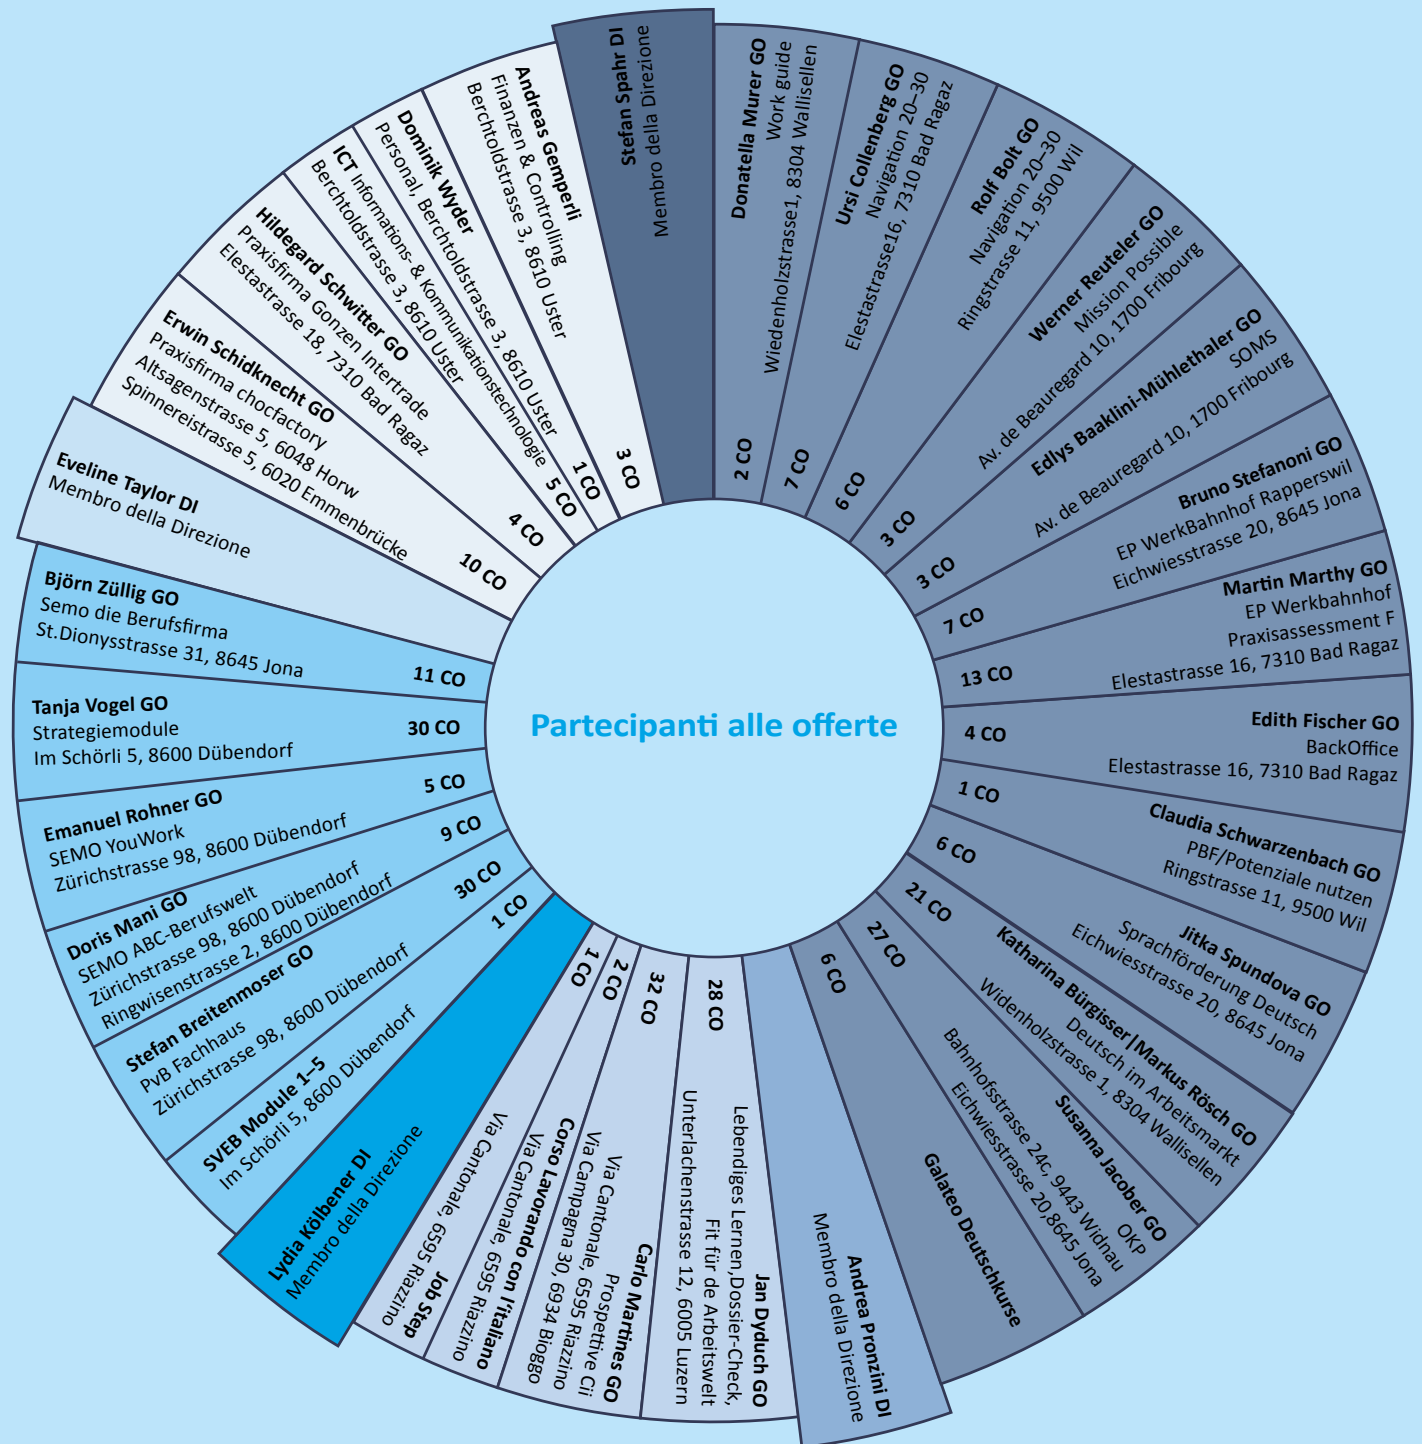 Partecipanti alle offerte
Stefan Spahr DI
Membro della Direzione
Donatella Murer GO
Work guide
Wiedenholzstrasse1, 8304 Wallisellen
2 CO
Ursi Collenberg GO
Navigation 20–30
Elestastrasse16, 7310 Bad Ragaz
7 CO
Rolf Bolt GO
Navigation 20–30
Ringstrasse 11, 9500 Wil
6 CO
Werner Reuteler GO
Mission Possible
Av. de Beauregard 10, 1700 Fribourg
3 CO
Edlys Baaklini-Mühlethaler GO
SOMS
Av. de Beauregard 10, 1700 Fribourg
3 CO
Bruno Stefanoni GO
EP WerkBahnhof Rapperswil
Eichwiesstrasse 20, 8645 Jona
7 CO
Martin Marthy GO
EP Werkbahnhof
Praxisassessment F
Elestastrasse 16, 7310 Bad Ragaz
13 CO
Edith Fischer GO
BackOffice
Elestastrasse 16, 7310 Bad Ragaz
4 CO
Claudia Schwarzenbach GO
PBF/Potenziale nutzen
Ringstrasse 11, 9500 Wil
1 CO
Jitka Spundova GO
Sprachförderung Deutsch
Eichwiesstrasse 20, 8645 Jona
6 CO
Katharina Bürgisser|Markus Rösch GO
Deutsch im Arbeitsmarkt
Widenholzstrasse 1, 8304 Wallisellen
21 CO
Susanna Jacober GO
OKP
Bahnhofsstrasse 24c, 9443 Widnau
Eichwiesstrasse 20,8645 Jona
27 CO
Galateo Deutschkurse
6 CO
Andrea Pronzini DI
Membro della Direzione
Jan Dyduch GO
Lebendiges Lernen,Dossier-Check,
Fit für de Arbeitswelt
Unterlachenstrasse 12, 6005 Luzern
28 CO
Carlo Martines GO
Prospettive Cii
Via Cantonale, 6595 Riazzino
Via Campagna 30, 6934 Bioggo
32 CO
Corso Lavorando con l'italiano
Via Cantonale, 6595 Riazzino
2 CO
Job Step
Via Cantonale, 6595 Riazzino
1 CO
Lydia Kölbener DI
Membro della Direzione
SVEB Module 1–5
Im Schörli 5, 8600 Dübendorf
1 CO
Stefan Breitenmoser GO
PvB Fachhaus
Zürichstrasse 98, 8600 Dübendorf
30 CO
Doris Mani GO
SEMO ABC-Berufswelt
Zürichstrasse 98, 8600 Dübendorf
Ringwisenstrasse 2, 8600 Dübendorf
9 CO
Emanuel Rohner GO
SEMO YouWork
Zürichstrasse 98, 8600 Dübendorf
5 CO
Tanja Vogel GO
Strategiemodule
Im Schörli 5, 8600 Dübendorf
30 CO
Björn Züllig GO
Semo die Berufsfirma
St.Dionysstrasse 31, 8645 Jona
11 CO
Eveline Taylor DI
Membro della Direzione
Erwin Schidknecht GO
Praxisfirma chocfactory
Altsagenstrasse 5, 6048 Horw
Spinnereistrasse 5, 6020 Emmenbrücke
10 CO
Hildegard Schwitter GO
Praxisfirma Gonzen Intertrade
Elestastrasse 18, 7310 Bad Ragaz
4 CO
ICT Informations- & Kommunikationstechnologie
Berchtoldstrasse 3, 8610 Uster
5 CO
Dominik Wyder
Personal, Berchtoldstrasse 3, 8610 Uster
1 CO
Andreas Gemperli
Finanzen & Controlling
Berchtoldstrasse 3, 8610 Uster
3 CO